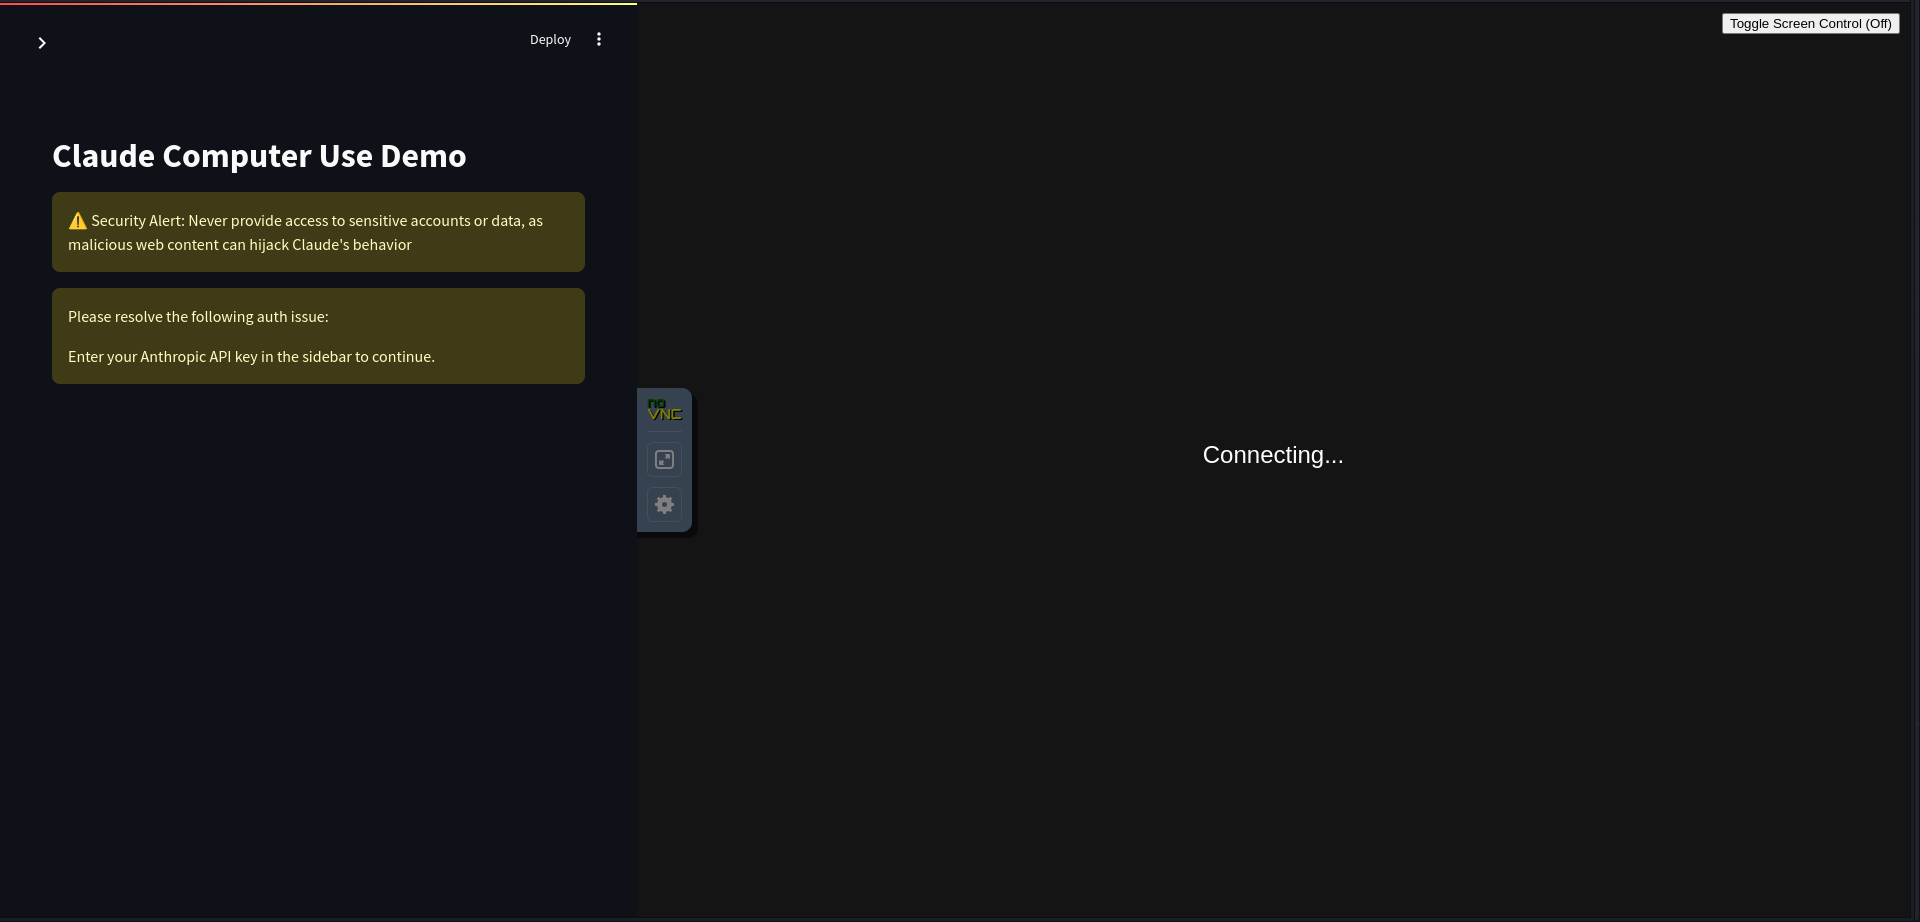 Deploy
Claude Computer Use Demo
⚠️ Security Alert: Never provide access to sensitive accounts or data, as
malicious web content can hijack Claude's behavior
Please resolve the following auth issue:
Enter your Anthropic API key in the sidebar to continue.
no
VNC
Toggle Screen Control (Off)
Connecting...